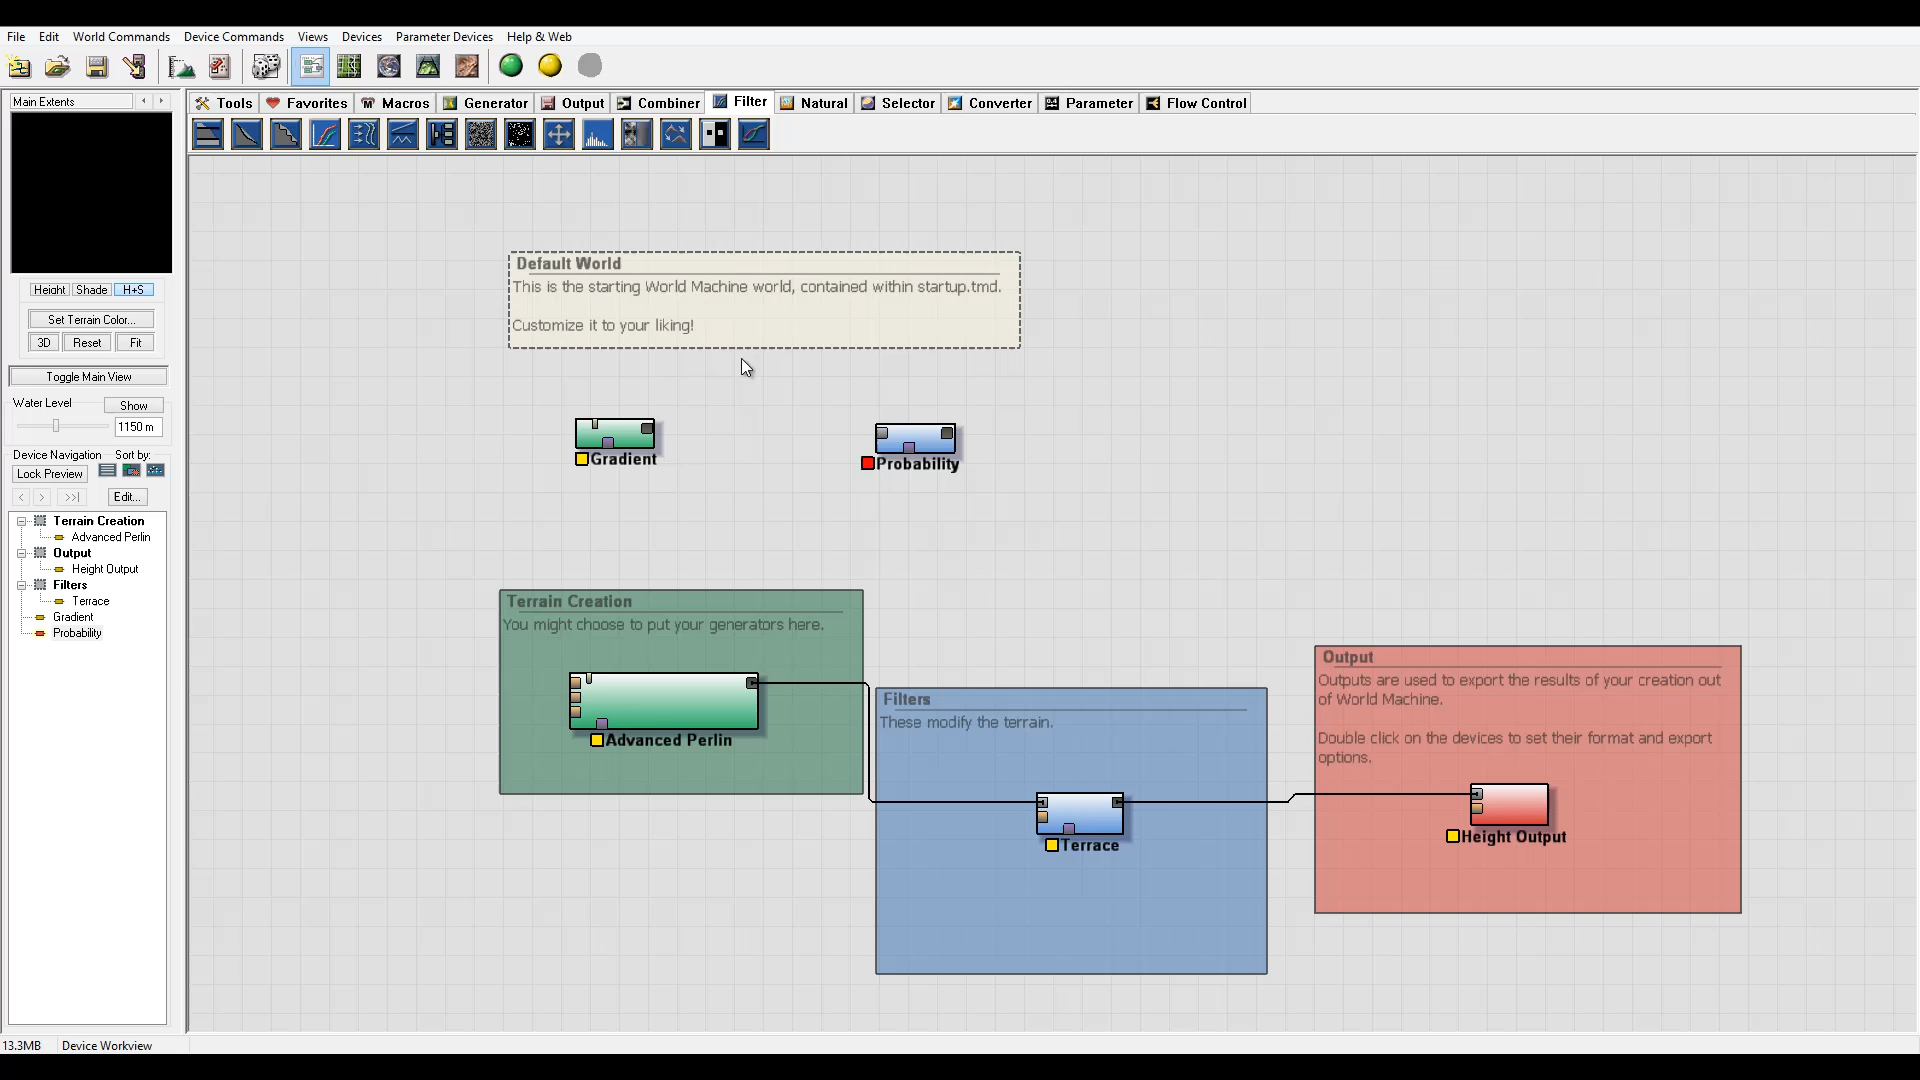 File Edit World Commands Device Commands Views Devices Parameter Devices Help & Web
Main Extents
Tools Favorites Macros Generator Output Combiner Filter Natural Selector Converter Parameter Flow Control
Height Shade H+S
Set Terrain Color...
3D Reset Fit
Toggle Main View
Water Level Show
1150 m
Device Navigation Sort by:
Lock Preview
Edit...
Terrain Creation
Advanced Perlin
Output
Height Output
Filters
Terrace
Gradient
Probability
Default World
This is the starting World Machine world, contained within startup.tmd.
Customize it to your liking!
Gradient
Probability
Terrain Creation
You might choose to put your generators here.
Advanced Perlin
Filters
These modify the terrain.
Terrace
Output
Outputs are used to export the results of your creation out
of World Machine.
Double click on the devices to set their format and export
options.
Height Output
13.3MB Device Workview